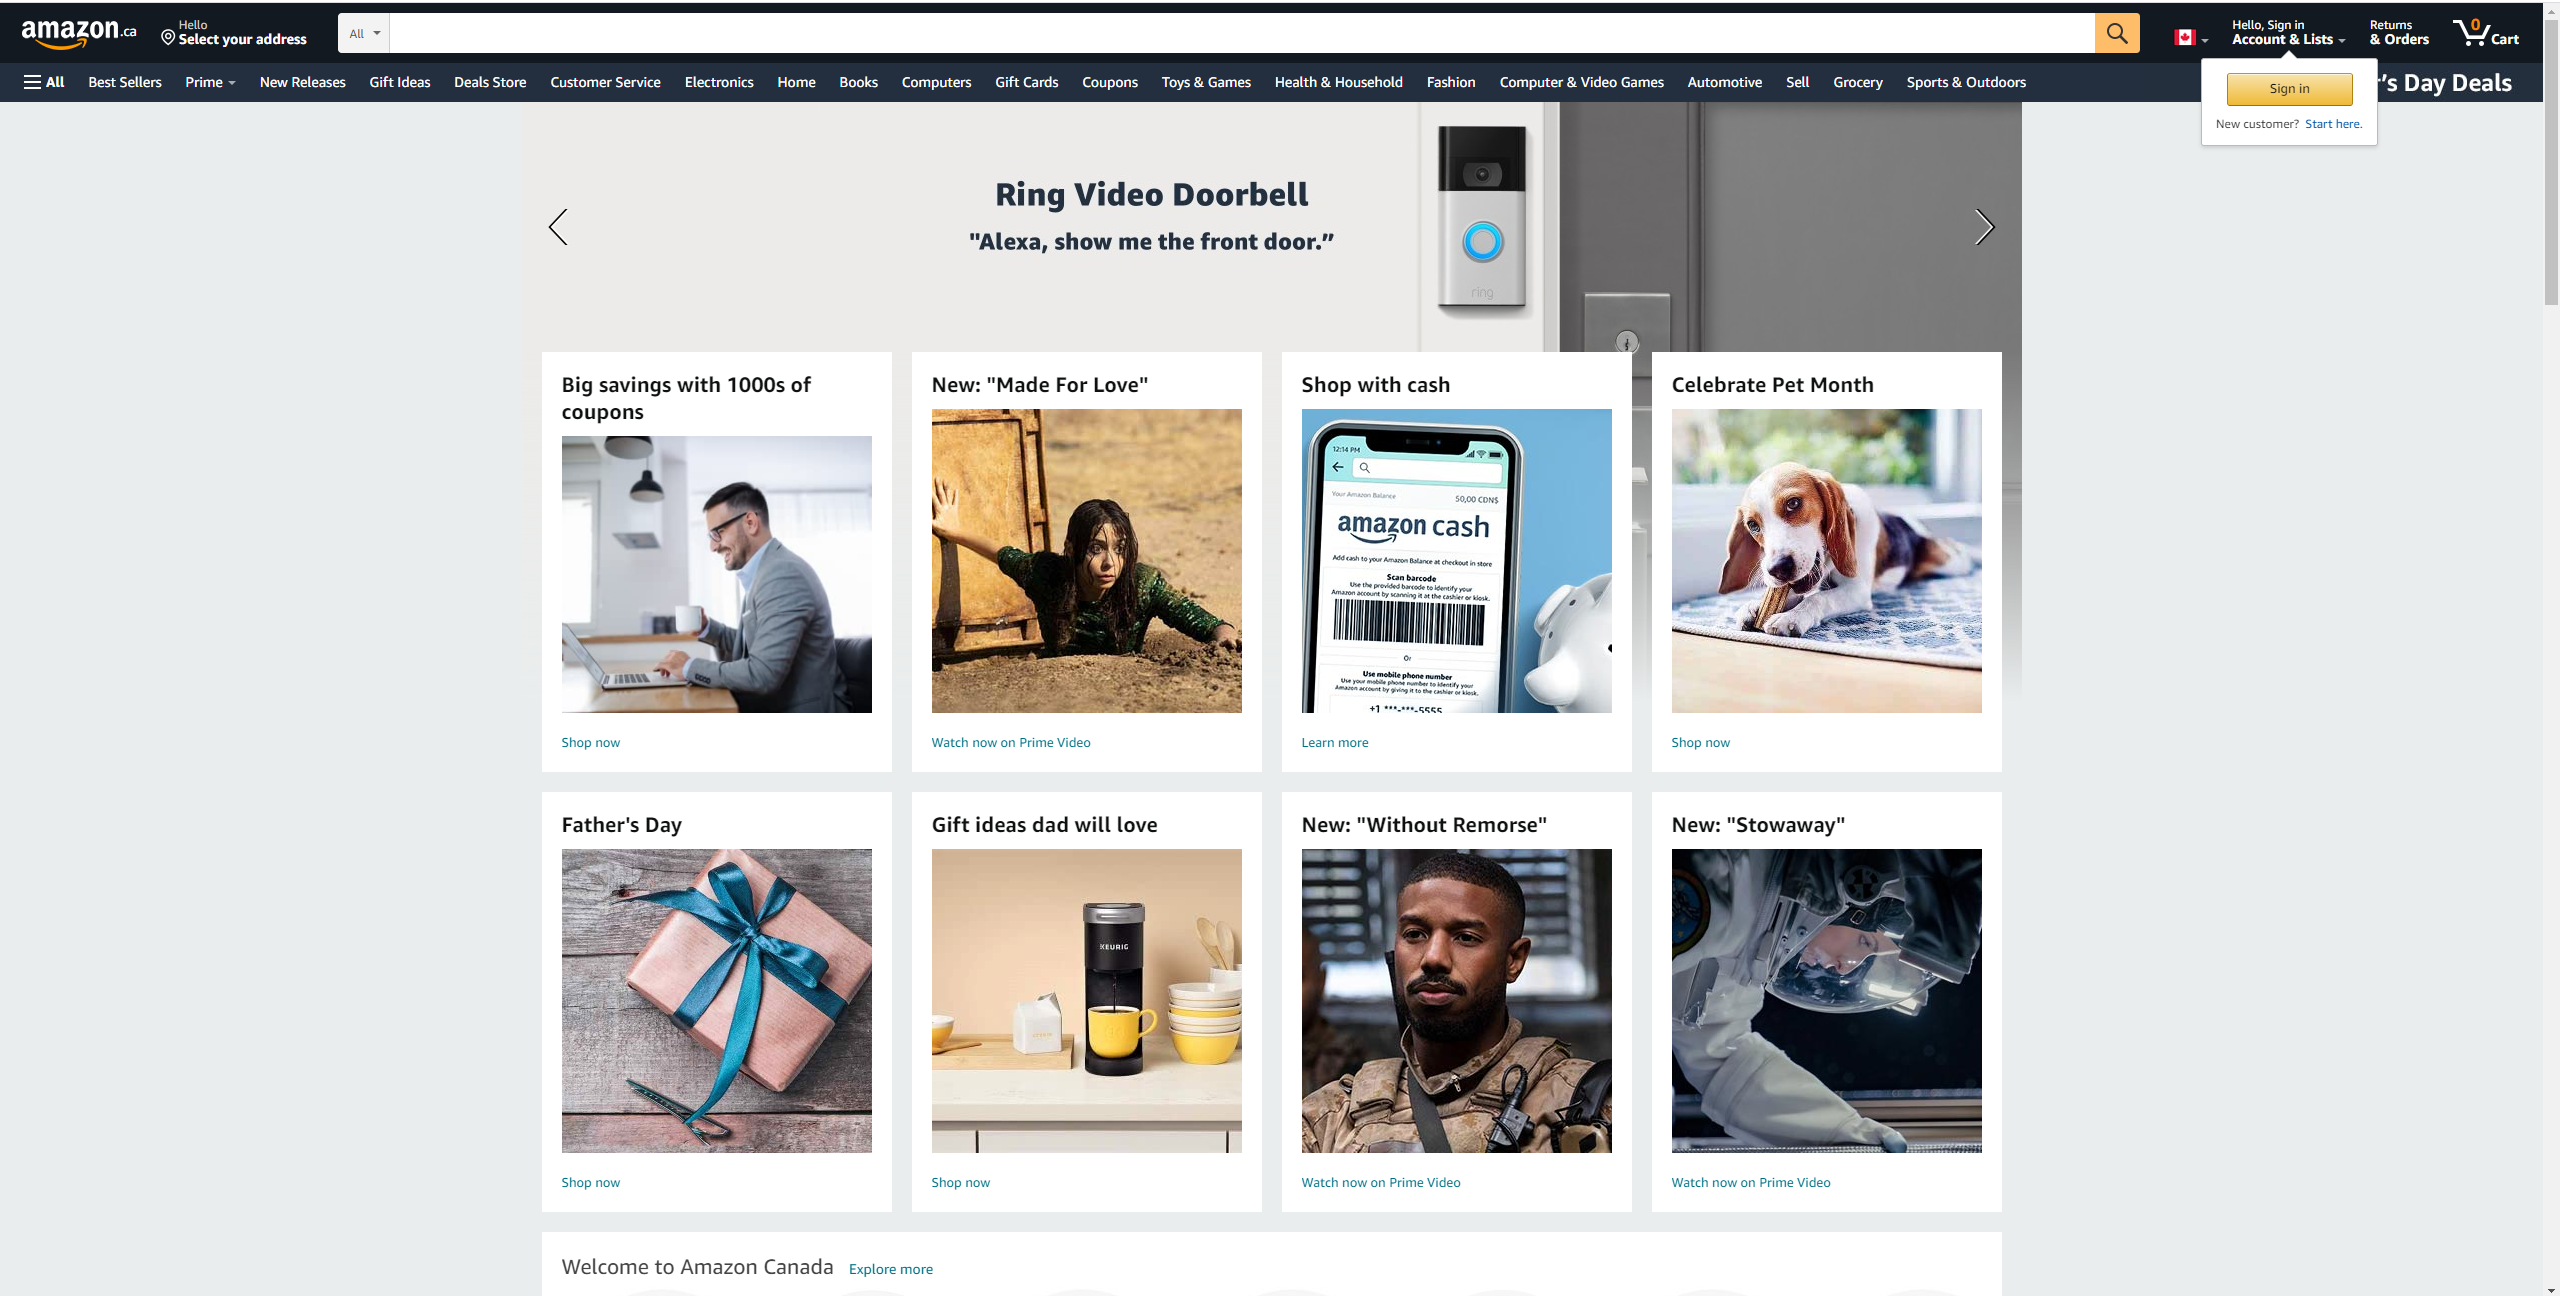 amazon.ca
Hello
Select your address
All
Hello, Sign in
Account & Lists
Returns
& Orders
0
Cart
All
Best Sellers
Prime
New Releases
Gift Ideas
Deals Store
Customer Service
Electronics
Home
Books
Computers
Gift Cards
Coupons
Toys & Games
Health & Household
Fashion
Computer & Video Games
Automotive
Sell
Grocery
Sports & Outdoors
's Day Deals
Sign in
New customer? Start here.
Ring Video Doorbell
"Alexa, show me the front door.”
ring
Big savings with 1000s of
coupons
Shop now
New: "Made For Love"
Watch now on Prime Video
Shop with cash
12:14 PM
Your Amazon Balance
50,00 CDN$
amazon cash
Add cash to your Amazon Balance at checkout in store
Scan barcode
Use the provided barcode to identify your
Amazon account by scanning it at the cashier or kiosk.
Or
Use mobile phone number
Use your mobile phone number to identify your
Amazon account by giving it to the cashier or kiosk.
+1 ***-***-5555
Learn more
Celebrate Pet Month
Shop now
Father's Day
Shop now
Gift ideas dad will love
KEURIG
Shop now
New: "Without Remorse"
Watch now on Prime Video
New: "Stowaway"
Watch now on Prime Video
Welcome to Amazon Canada
Explore more